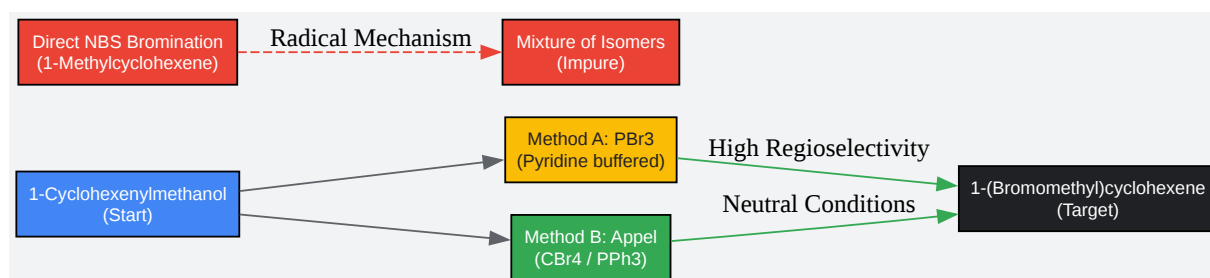 Direct NBS Bromination
(1-Methylcyclohexene)
Radical Mechanism
Mixture of Isomers
(Impure)
1-Cyclohexenylmethanol
(Start)
Method A: PBr3
(Pyridine buffered)
High Regioselectivity
Method B: Appel
(CBr4 / PPh3)
Neutral Conditions
1-(Bromomethyl)cyclohexene
(Target)